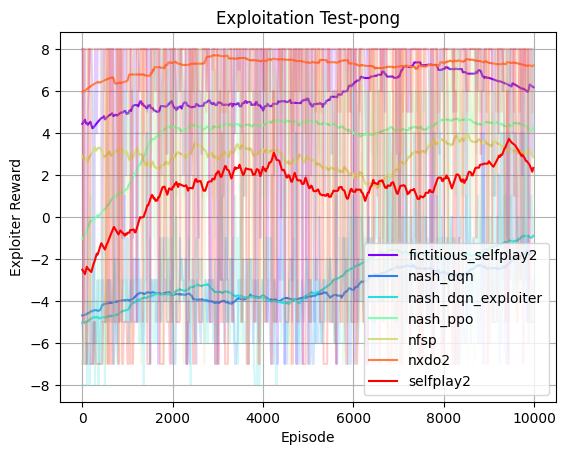 Exploitation Test-pong
Exploiter Reward
8
6
4
2
0
−2
−4
−6
−8
fictitious_selfplay2
nash_dqn
nash_dqn_exploiter
nash_ppo
nfsp
nxdo2
selfplay2
0 2000 4000 6000 8000 10000
Episode